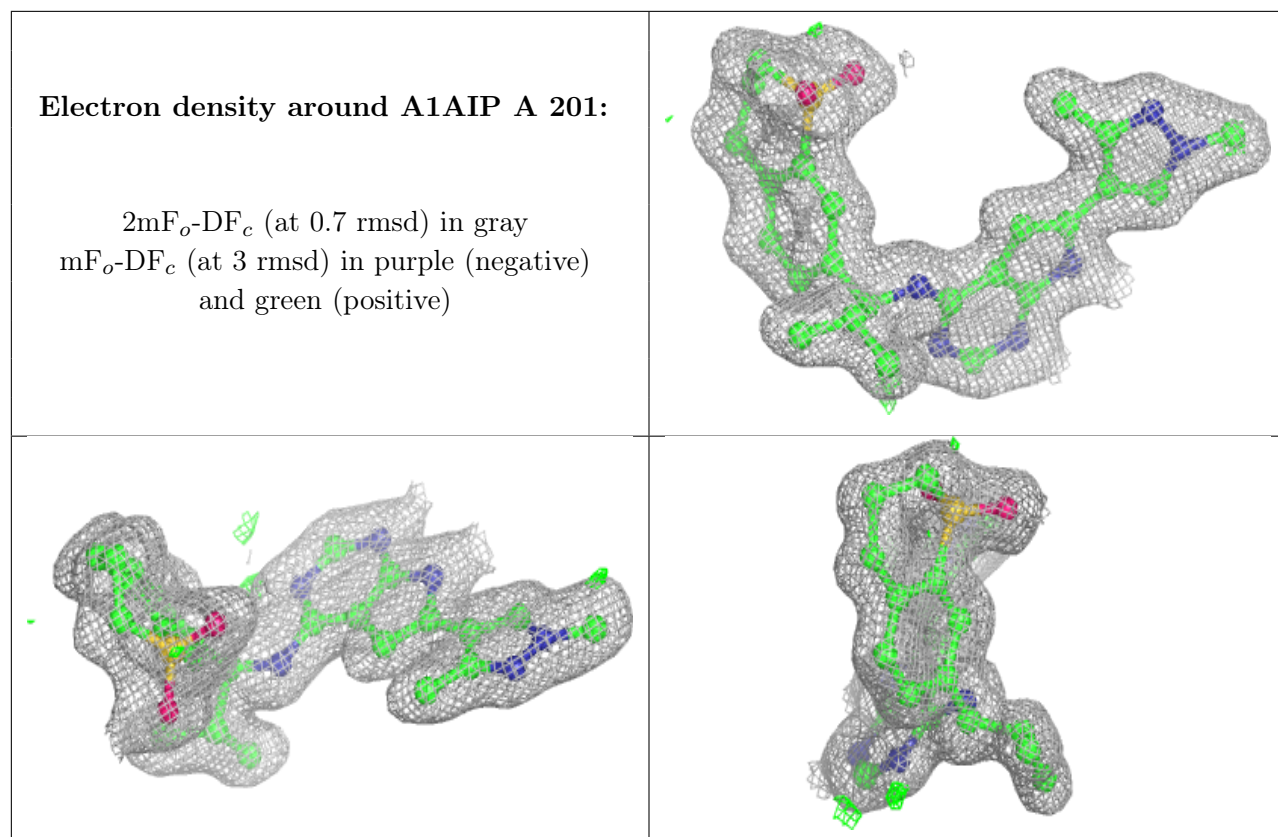 Electron density around A1AIP A 201:
2mFo-DFc (at 0.7 rmsd) in gray
mFo-DFc (at 3 rmsd) in purple (negative)
and green (positive)